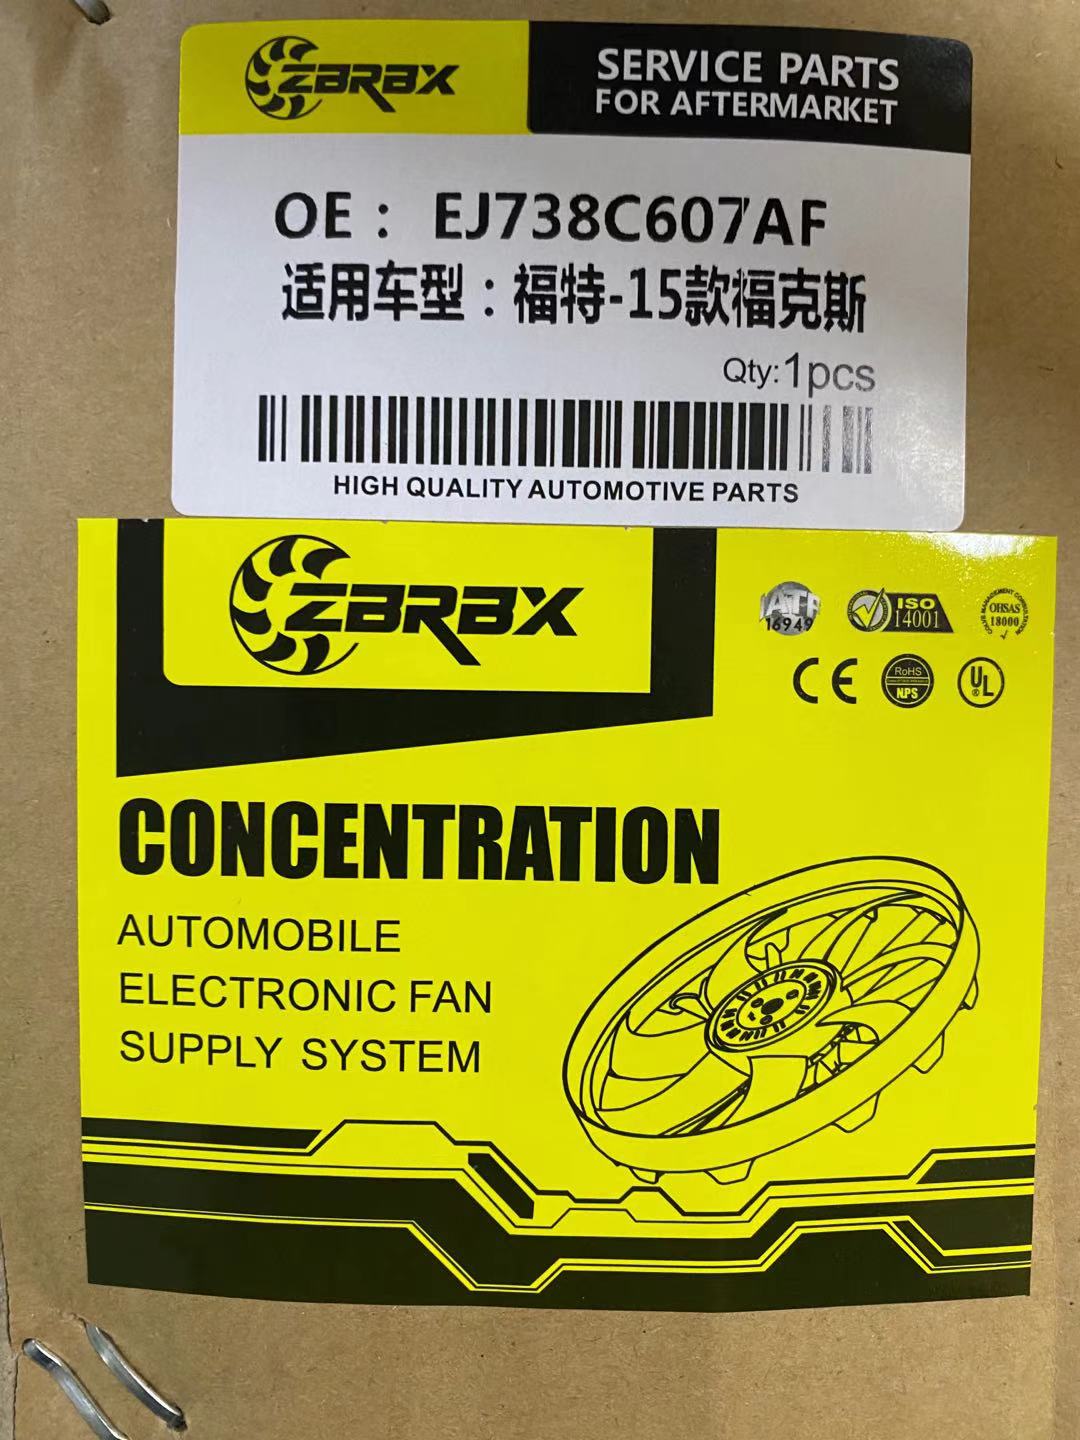 ZBRBX
SERVICE PARTS
FOR AFTERMARKET
OE： EJ738C607AF
适用车型：福特-15款福克斯
Qty:1pcs
HIGH QUALITY AUTOMOTIVE PARTS
ZBRBX
IATF
16949
ISO
14001
OHSAS
18000
CE
RoHS
NPS
UL
CONCENTRATION
AUTOMOBILE
ELECTRONIC FAN
SUPPLY SYSTEM